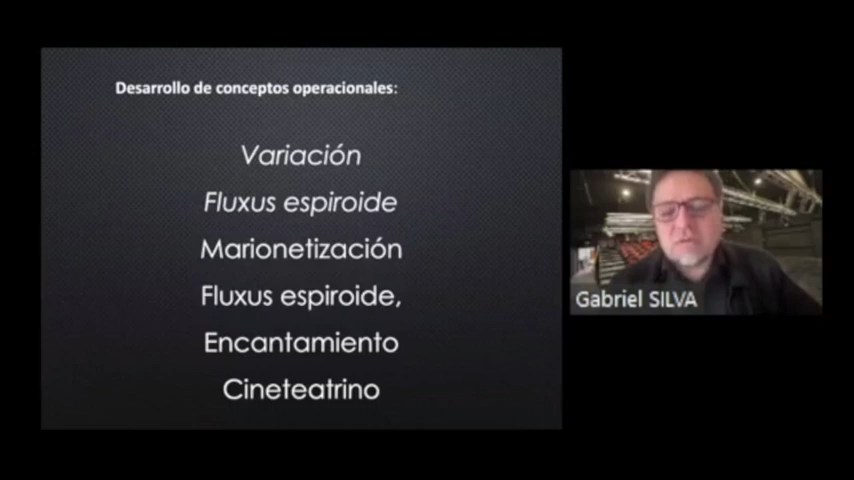 Desarrollo de conceptos operacionales:
Variación
Fluxus espiroide
Marionetización
Fluxus espiroide,
Encantamiento
Cineteatrino
Gabriel SILVA